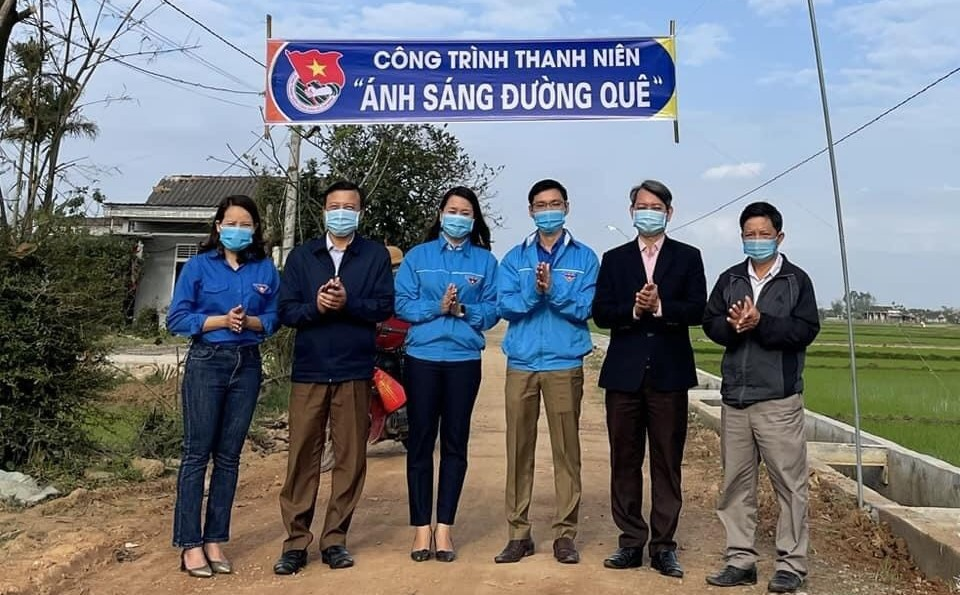 CÔNG TRÌNH THANH NIÊN
"ÁNH SÁNG ĐƯỜNG QUÊ"